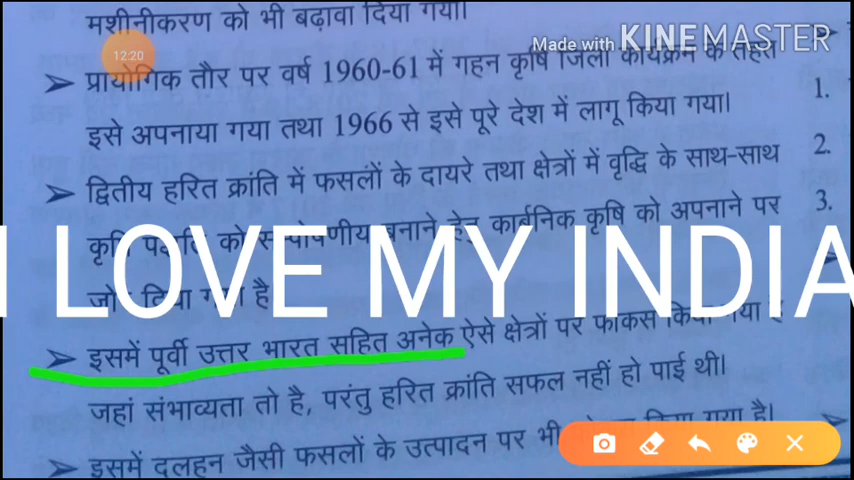 मशीनीकरण को भी बढ़ावा दिया गया।
Made with KINEMASTER
12:20
➤ प्रायोगिक तौर पर वर्ष 1960-61 में गहन कृषि जिला कार्यक्रम के तहत
1.
इसे अपनाया गया तथा 1966 से इसे पूरे देश में लागू किया गया।
2.
➤ द्वितीय हरित क्रांति में फसलों के दायरे तथा क्षेत्रों में वृद्धि के साथ-साथ
3.
कृषि को बनाने हेतु कार्बनिक कृषि को अपनाने पर
I LOVE MY INDIA
जोर दिया गया है
➤ इसमें पूर्वी उत्तर भारत सहित अनेक ऐसे क्षेत्रों पर फोकस किया गया है
जहां संभाव्यता तो है, परंतु हरित क्रांति सफल नहीं हो पाई थी।
➤ इसमें दलहन जैसी फसलों के उत्पादन पर भी किया गया है।